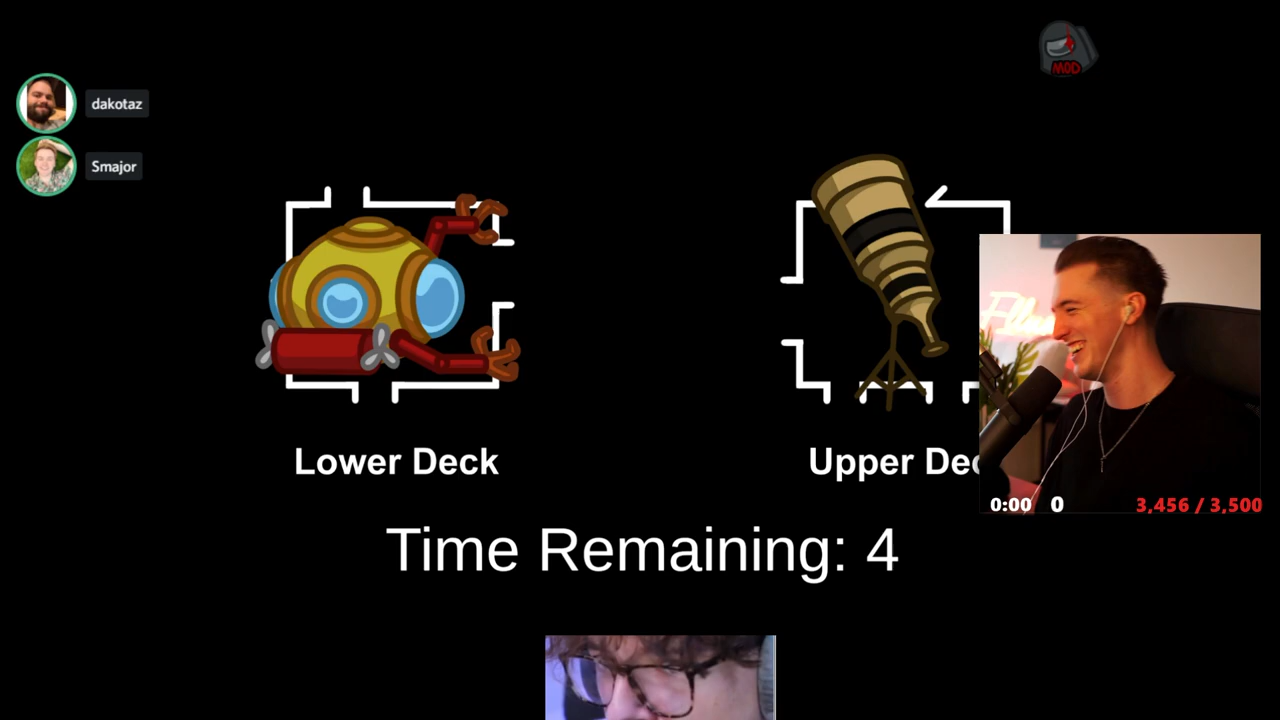 MOD
dakotaz
Smajor
Lower Deck
Upper Dec
Time Remaining: 4
0:00 0 3,456 / 3,500